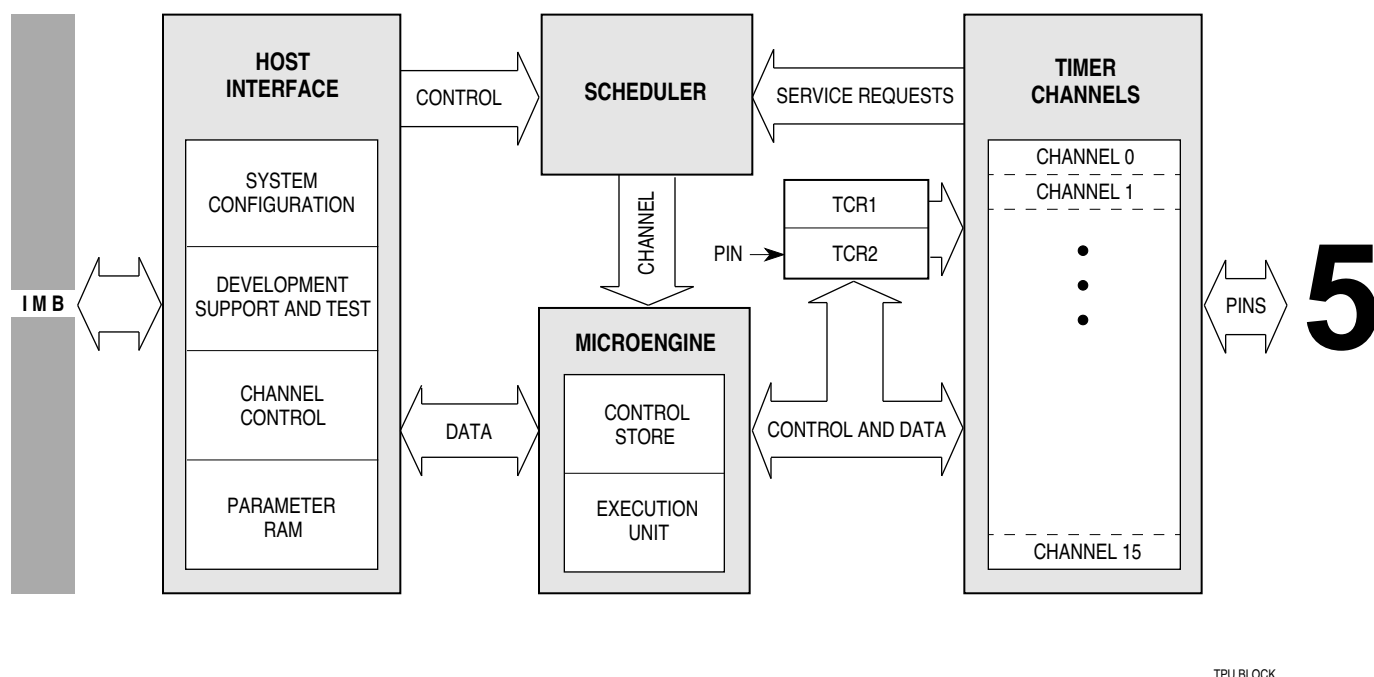 IMB
HOST
INTERFACE
SYSTEM
CONFIGURATION
DEVELOPMENT
SUPPORT AND TEST
CHANNEL
CONTROL
PARAMETER
RAM
CONTROL
SCHEDULER
SERVICE REQUESTS
CHANNEL
PIN
TCR1
TCR2
DATA
MICROENGINE
CONTROL
STORE
EXECUTION
UNIT
CONTROL AND DATA
TIMER
CHANNELS
CHANNEL 0
CHANNEL 1
CHANNEL 15
PINS
5
TPU BLOCK